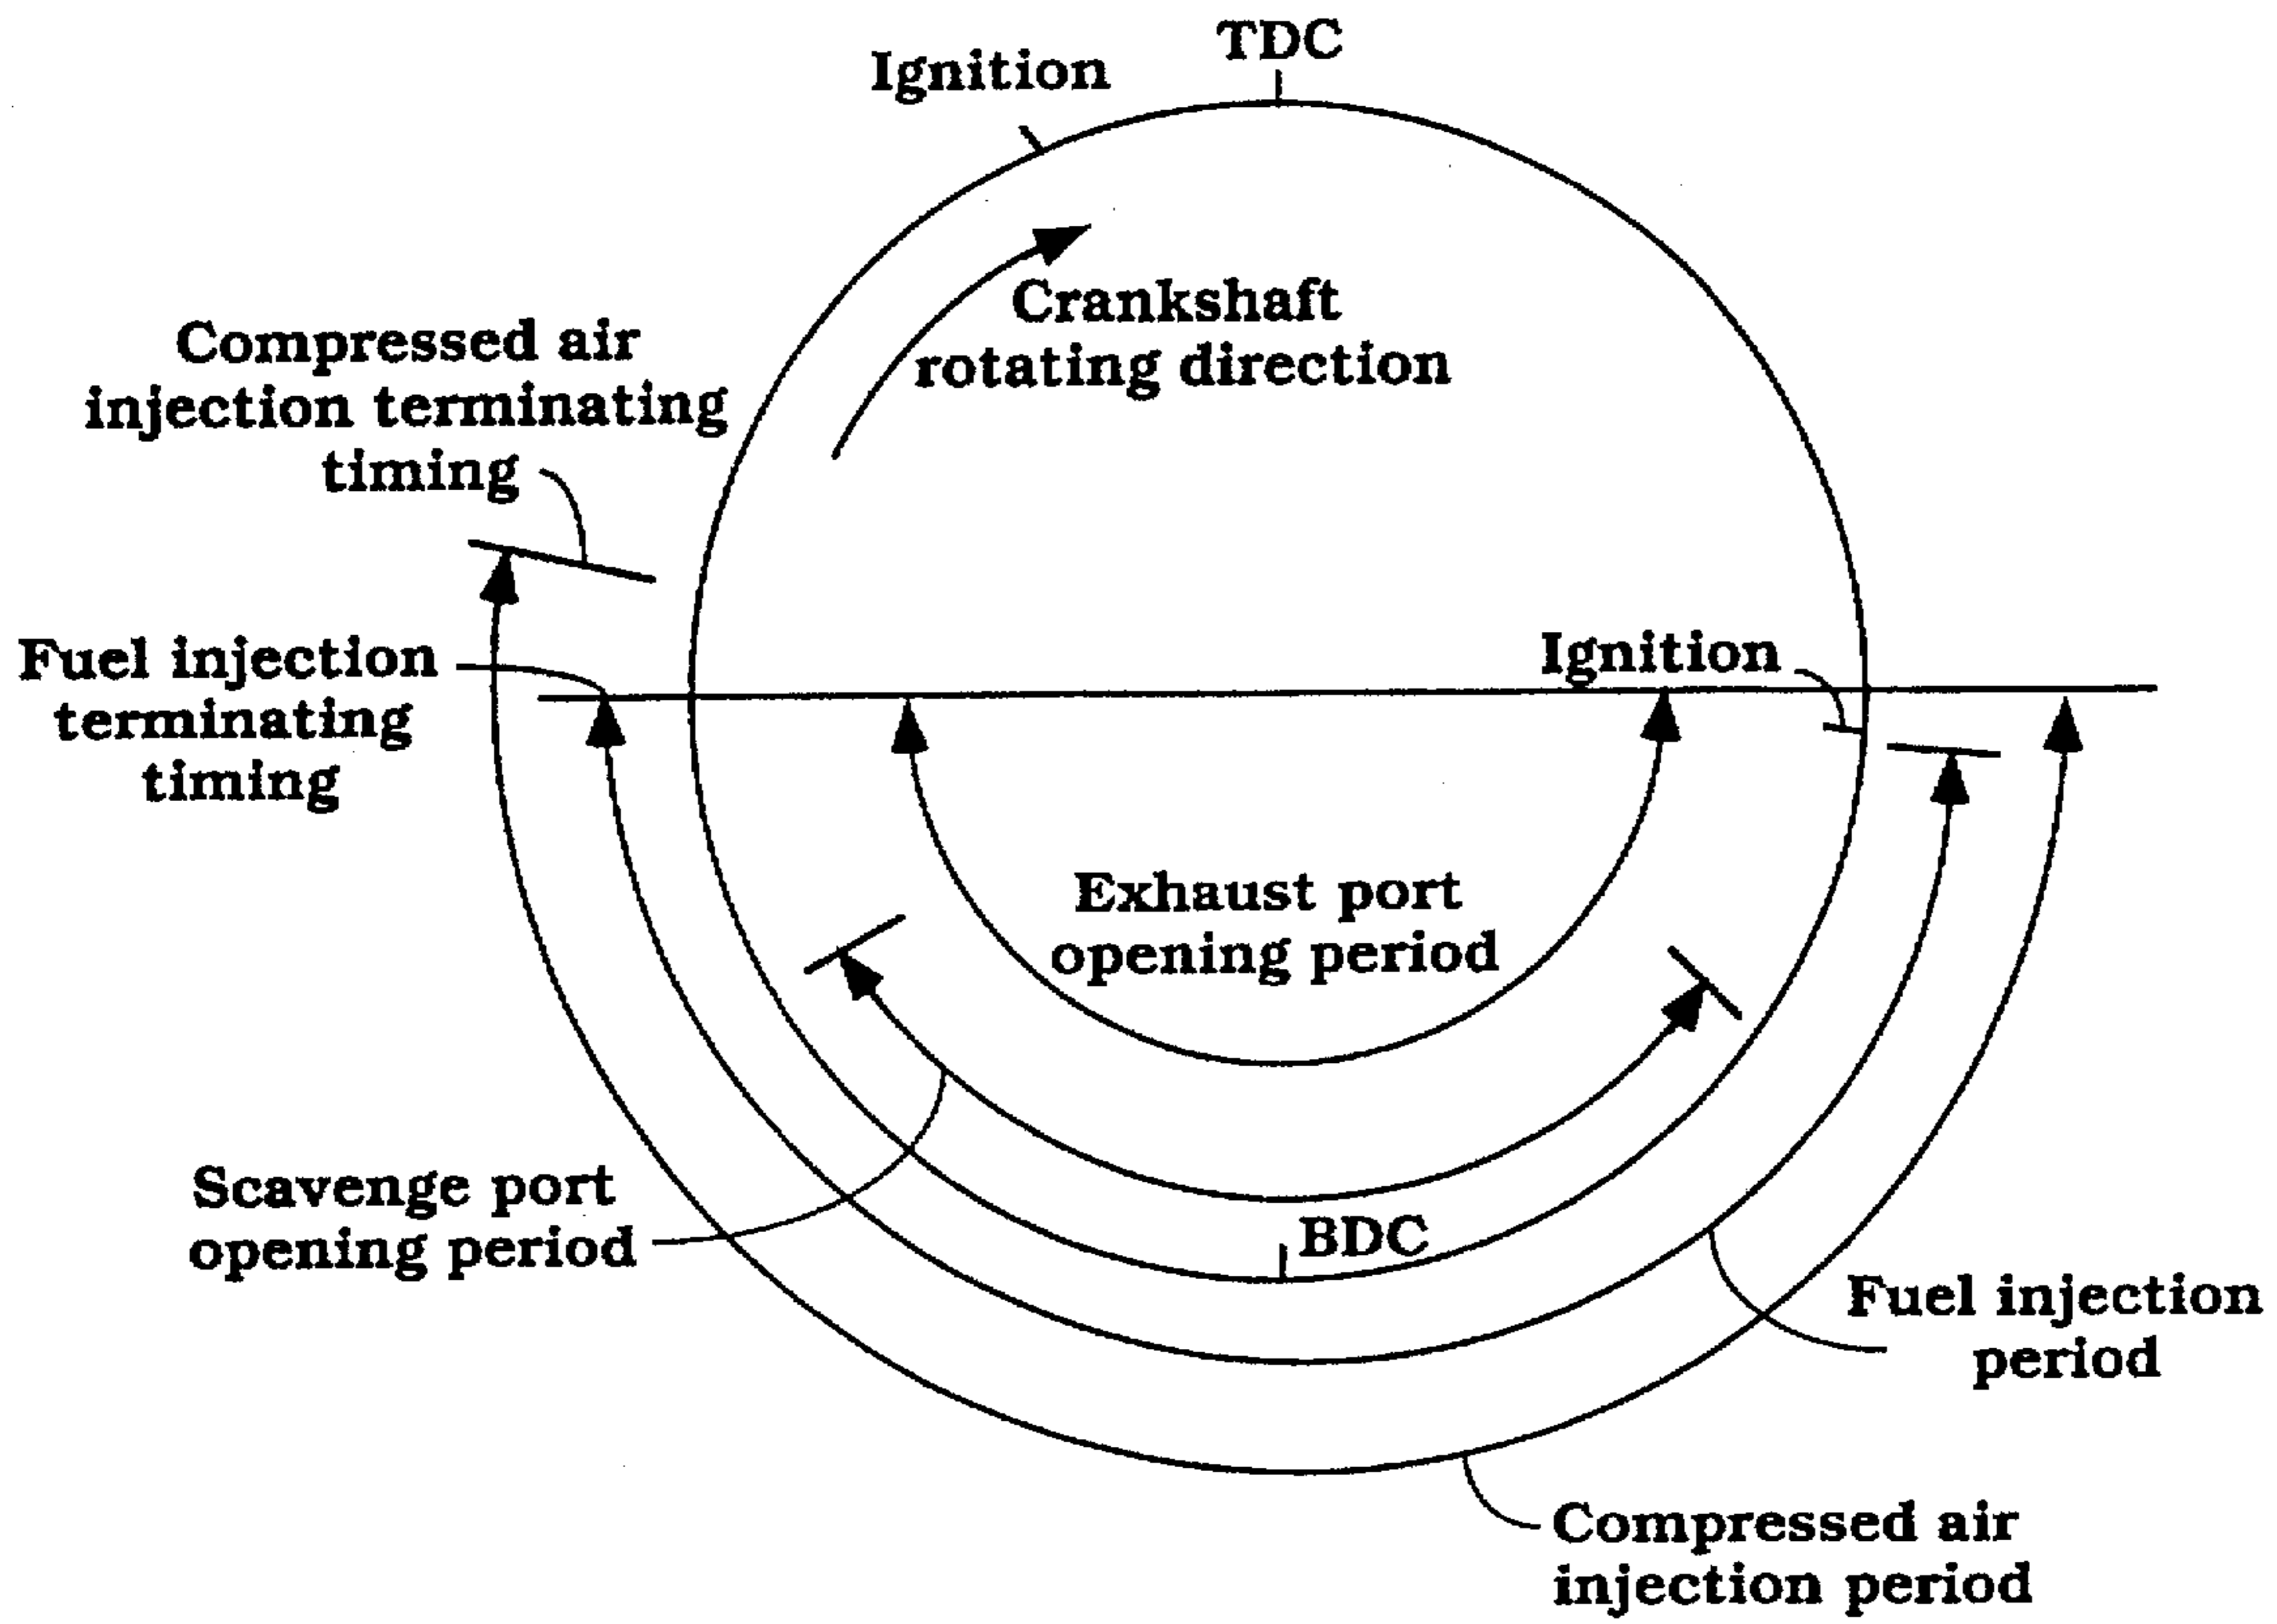 TDC
Ignition
Crankshaft
rotating direction
Compressed air
injection terminating
timing
Fuel injection
terminating
timing
Ignition
Exhaust port
opening period
Scavenge port
opening period
BDC
Fuel injection
period
Compressed air
injection period